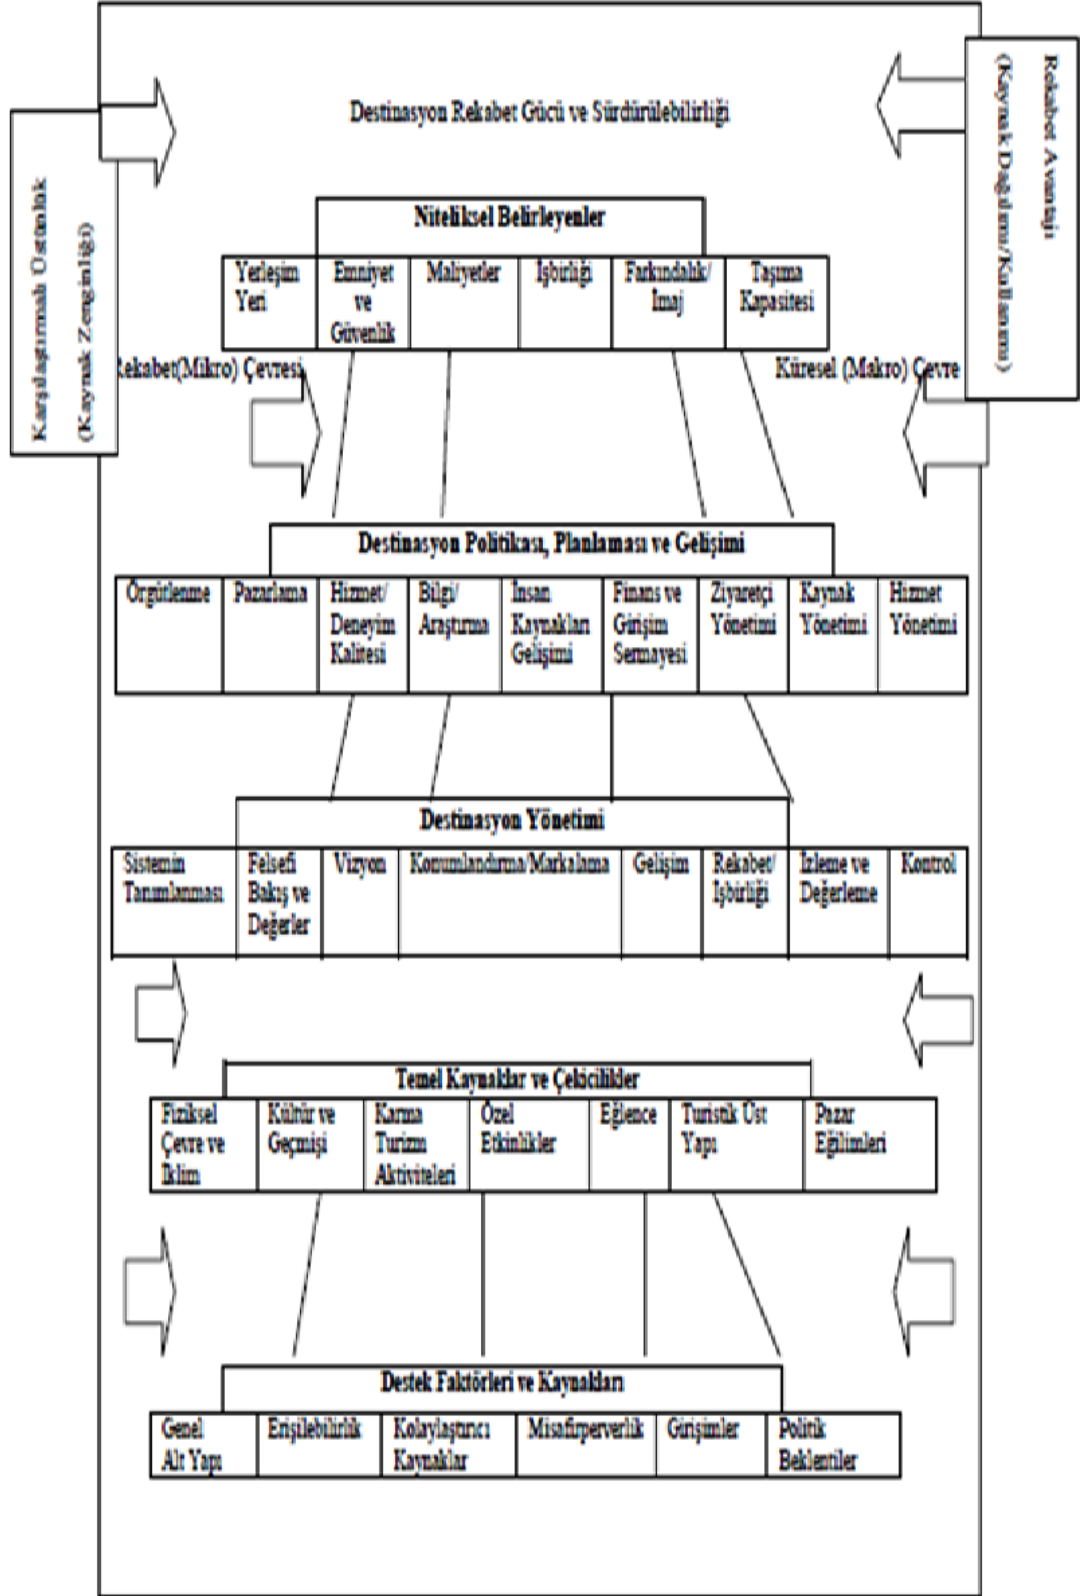 Destinasyon Rekabet Gücü ve Sürdürülebilirliği
Karşılaştırmalı Üstünlük
(Kaynak Zenginliği)
Rekabet Avantajı
(Kaynak Dağılımı/Kullanımı)
Niteliksel Belirleyenler
Yerleşim
Yeri
Emniyet
ve
Güvenlik
Maliyetler
İşbirliği
Farkındalık/
İmaj
Taşıma
Kapasitesi
Rekabet(Mikro) Çevresi
Küresel (Makro) Çevre
Destinasyon Politikası, Planlaması ve Gelişimi
Örgütlenme
Pazarlama
Hizmet/
Deneyim
Kalitesi
Bilgi/
Araştırma
İnsan
Kaynakları
Gelişimi
Finans ve
Girişim
Sermayesi
Ziyaretçi
Yönetimi
Kaynak
Yönetimi
Hizmet
Yönetimi
Destinasyon Yönetimi
Sistemin
Tanımlanması
Felsefi
Bakış ve
Değerler
Vizyon
Konumlandırma/Markalama
Gelişim
Rekabet/
İşbirliği
İzleme ve
Değerleme
Kontrol
Temel Kaynaklar ve Çekicilikler
Fiziksel
Çevre ve
İklim
Kültür ve
Geçmişi
Karma
Turizm
Aktiviteleri
Özel
Etkinlikler
Eğlence
Turistik Üst
Yapı
Pazar
Eğilimleri
Destek Faktörleri ve Kaynakları
Genel
Alt Yapı
Erişilebilirlik
Kolaylaştırıcı
Kaynaklar
Misafirperverlik
Girişimler
Politik
Beklentiler